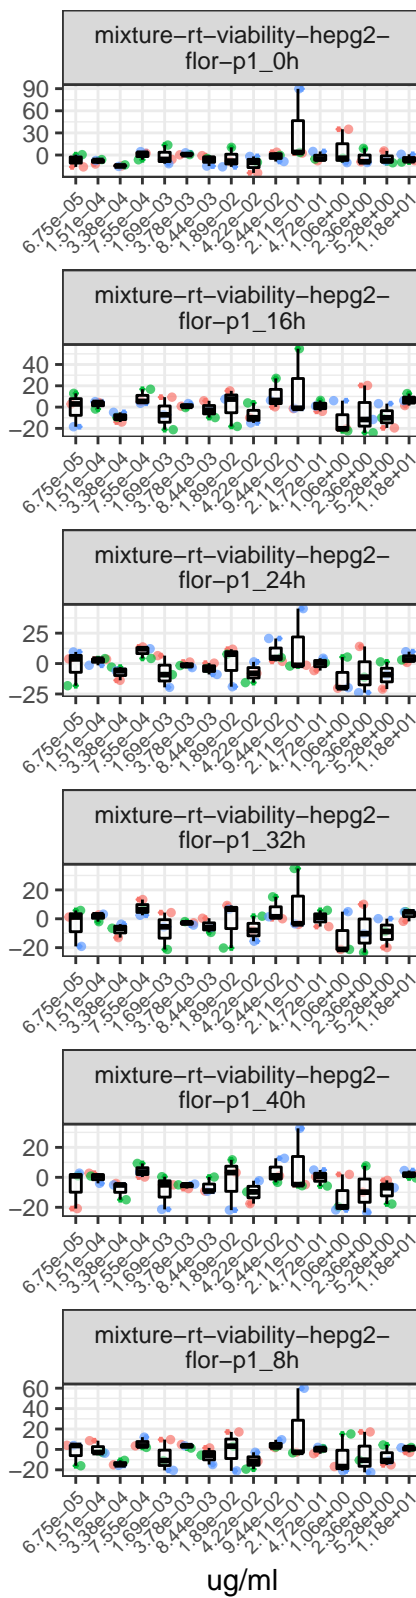 mixture−rt−viability−hepg2−
flor−p1_0h
90
60
30
0
6.75e−05
1.51e−04
3.38e−04
7.55e−04
1.69e−03
3.78e−03
8.44e−03
1.89e−02
4.22e−02
9.44e−02
2.11e−01
4.72e−01
1.06e+00
2.36e+00
5.28e+00
1.18e+01
mixture−rt−viability−hepg2−
flor−p1_16h
40
20
0
−20
6.75e−05
1.51e−04
3.38e−04
7.55e−04
1.69e−03
3.78e−03
8.44e−03
1.89e−02
4.22e−02
9.44e−02
2.11e−01
4.72e−01
1.06e+00
2.36e+00
5.28e+00
1.18e+01
mixture−rt−viability−hepg2−
flor−p1_24h
25
0
−25
6.75e−05
1.51e−04
3.38e−04
7.55e−04
1.69e−03
3.78e−03
8.44e−03
1.89e−02
4.22e−02
9.44e−02
2.11e−01
4.72e−01
1.06e+00
2.36e+00
5.28e+00
1.18e+01
mixture−rt−viability−hepg2−
flor−p1_32h
20
0
−20
6.75e−05
1.51e−04
3.38e−04
7.55e−04
1.69e−03
3.78e−03
8.44e−03
1.89e−02
4.22e−02
9.44e−02
2.11e−01
4.72e−01
1.06e+00
2.36e+00
5.28e+00
1.18e+01
mixture−rt−viability−hepg2−
flor−p1_40h
20
0
−20
6.75e−05
1.51e−04
3.38e−04
7.55e−04
1.69e−03
3.78e−03
8.44e−03
1.89e−02
4.22e−02
9.44e−02
2.11e−01
4.72e−01
1.06e+00
2.36e+00
5.28e+00
1.18e+01
mixture−rt−viability−hepg2−
flor−p1_8h
60
40
20
0
−20
6.75e−05
1.51e−04
3.38e−04
7.55e−04
1.69e−03
3.78e−03
8.44e−03
1.89e−02
4.22e−02
9.44e−02
2.11e−01
4.72e−01
1.06e+00
2.36e+00
5.28e+00
1.18e+01
ug/ml